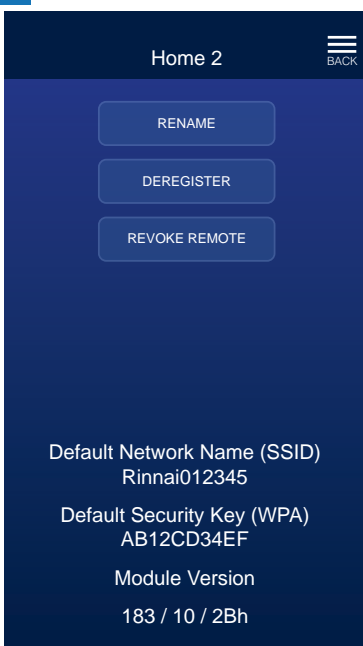 Home 2
BACK
RENAME
DEREGISTER
REVOKE REMOTE
Default Network Name (SSID)
Rinnai012345
Default Security Key (WPA)
AB12CD34EF
Module Version
183 / 10 / 2Bh